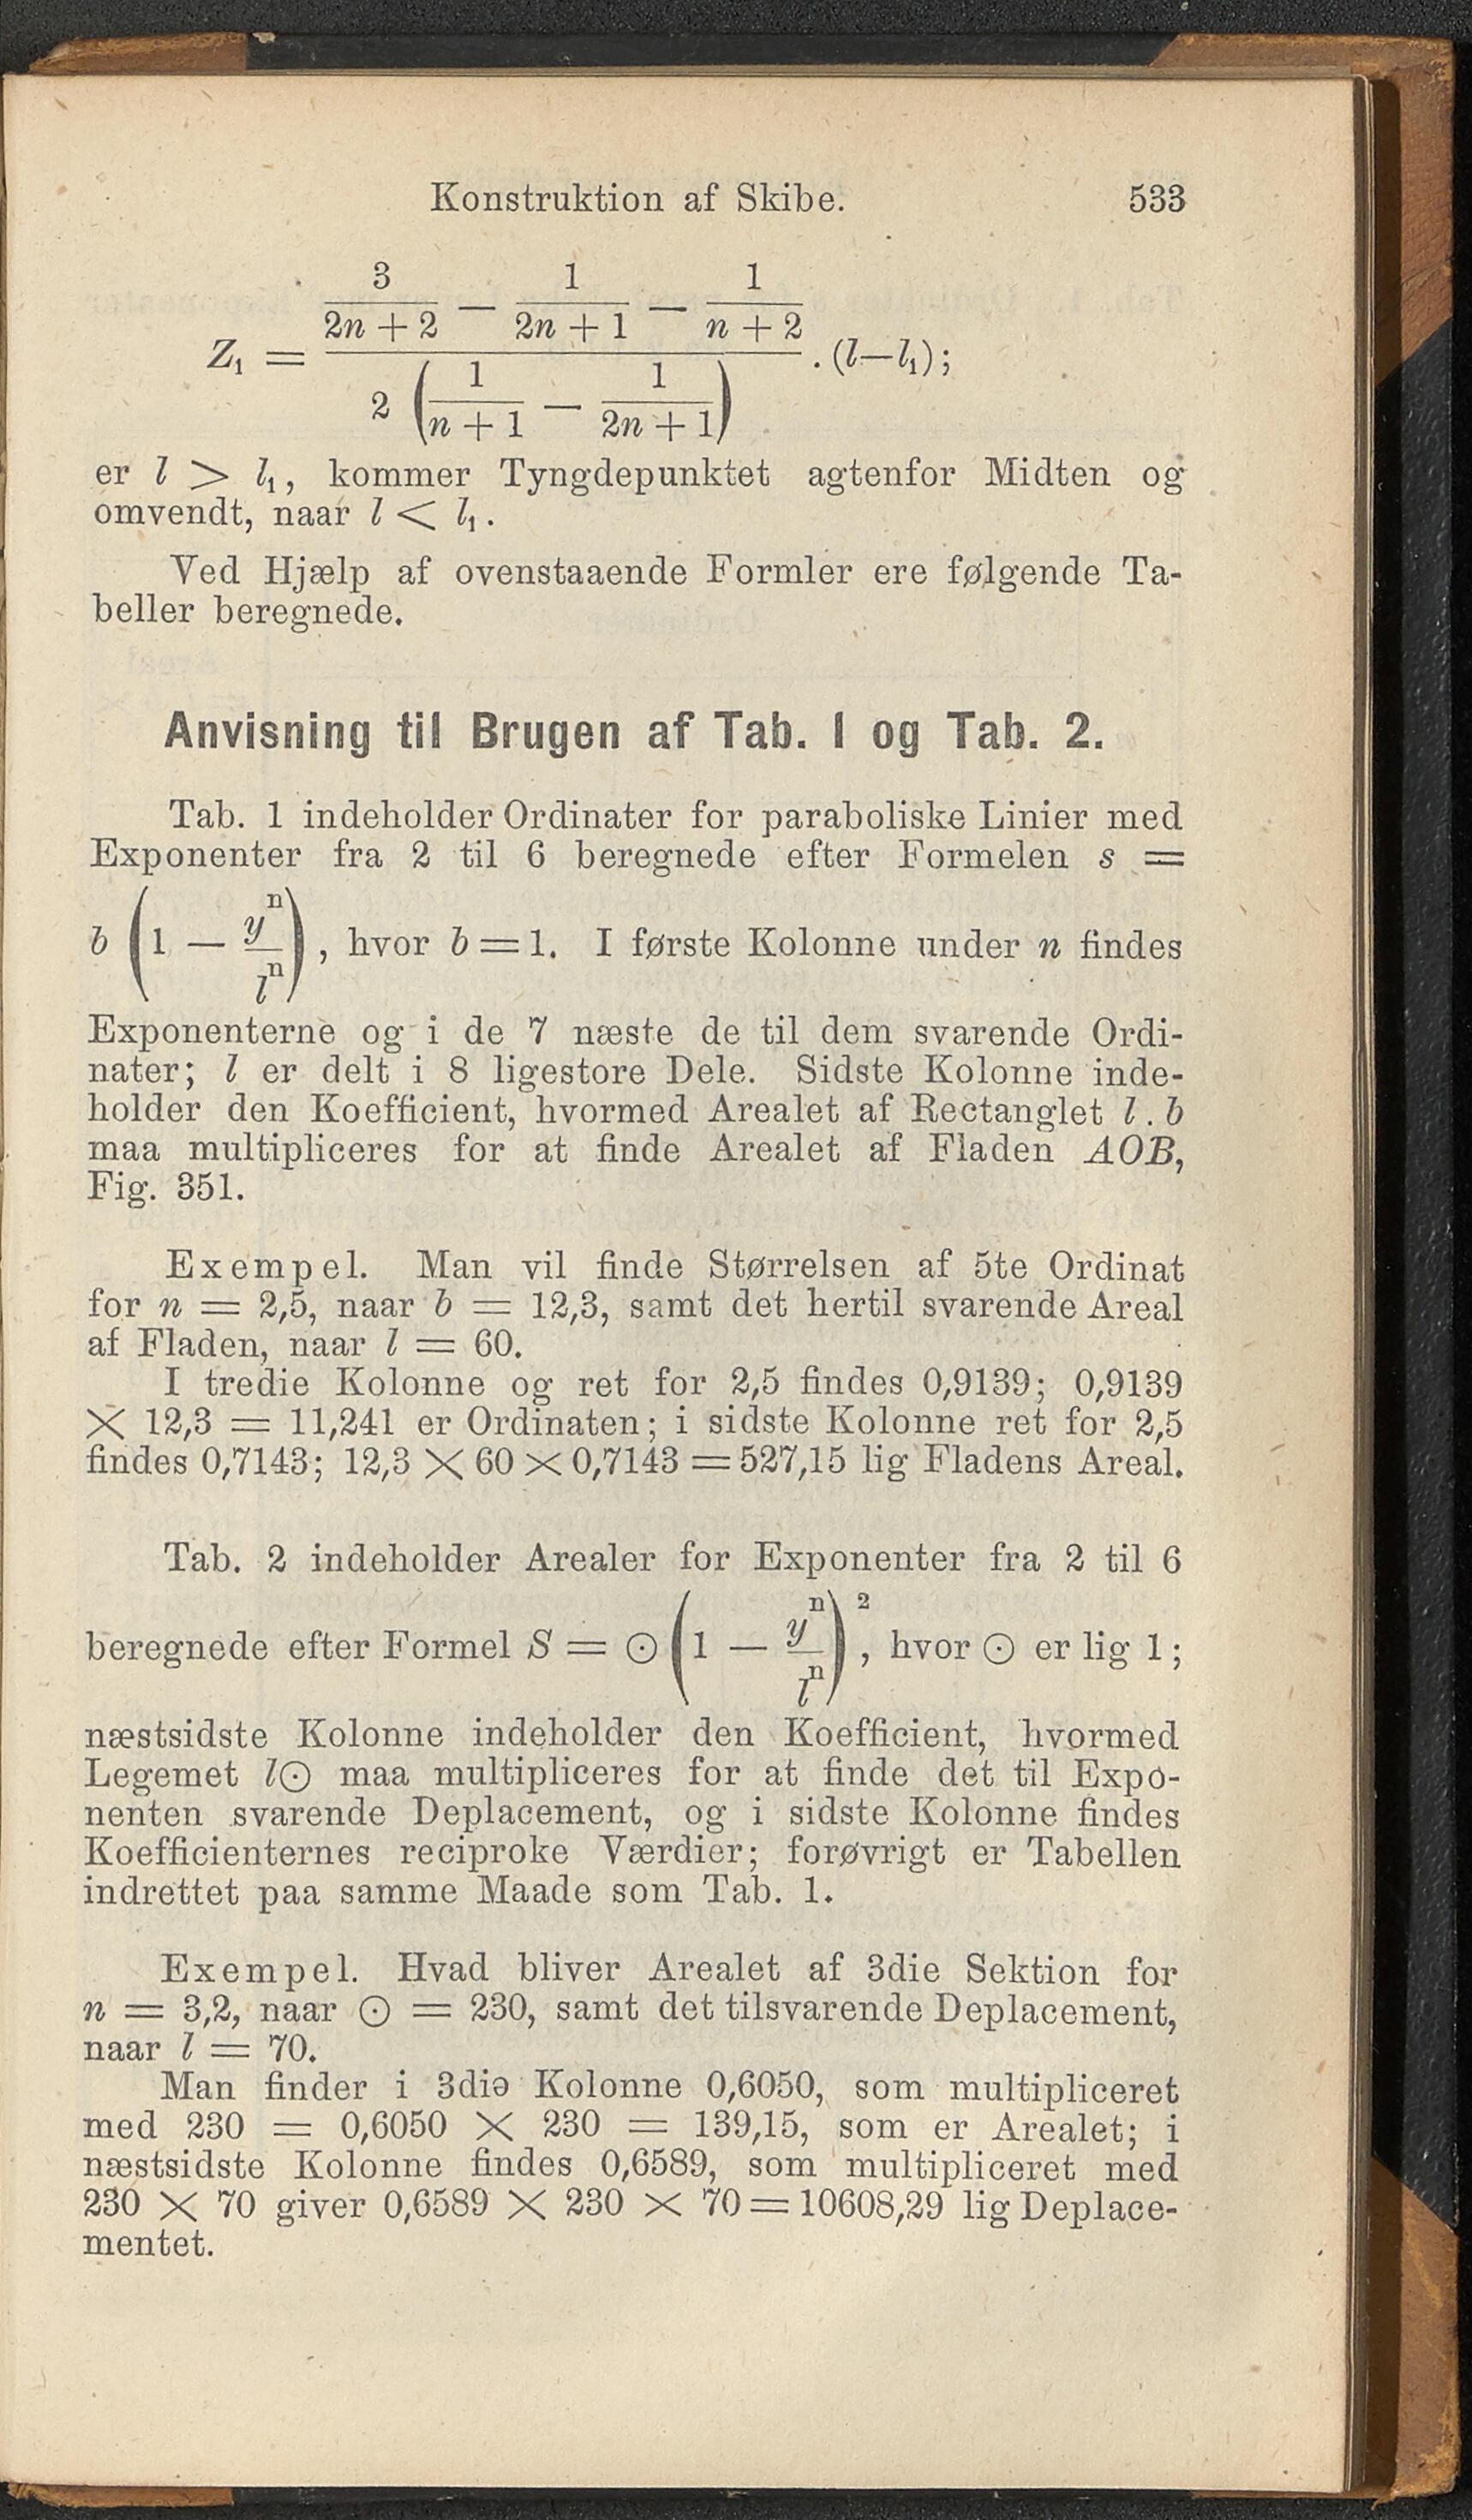 Konstruktion af Skibe. 533
3 1 1
2n + 2 — 2n + 1 — n + 2
Z₁ = . (l—l₁);
2 ( 1 — 1 )
n + 1 2n + 1
er l > l₁, kommer Tyngdepunktet agtenfor Midten og
omvendt, naar l < l₁.
Ved Hjælp af ovenstaaende Formler ere følgende Ta-
beller beregnede.
Anvisning til Brugen af Tab. 1 og Tab. 2.
Tab. 1 indeholder Ordinater for paraboliske Linier med
Exponenter fra 2 til 6 beregnede efter Formelen s =
b (1 — yⁿ/lⁿ), hvor b = 1. I første Kolonne under n findes
Exponenterne og i de 7 næste de til dem svarende Ordi-
nater; l er delt i 8 ligestore Dele. Sidste Kolonne inde-
holder den Koefficient, hvormed Arealet af Rectanglet l . b
maa multipliceres for at finde Arealet af Fladen AOB,
Fig. 351.
Exempel. Man vil finde Størrelsen af 5te Ordinat
for n = 2,5, naar b = 12,3, samt det hertil svarende Areal
af Fladen, naar l = 60.
I tredie Kolonne og ret for 2,5 findes 0,9139; 0,9139
× 12,3 = 11,241 er Ordinaten; i sidste Kolonne ret for 2,5
findes 0,7143; 12,3 × 60 × 0,7143 = 527,15 lig Fladens Areal.
Tab. 2 indeholder Arealer for Exponenter fra 2 til 6
beregnede efter Formel S = ⊙ (1 — yⁿ/lⁿ)², hvor ⊙ er lig 1;
næstsidste Kolonne indeholder den Koefficient, hvormed
Legemet l⊙ maa multipliceres for at finde det til Expo-
nenten svarende Deplacement, og i sidste Kolonne findes
Koefficienternes reciproke Værdier; forøvrigt er Tabellen
indrettet paa samme Maade som Tab. 1.
Exempel. Hvad bliver Arealet af 3die Sektion for
n = 3,2, naar ⊙ = 230, samt det tilsvarende Deplacement,
naar l = 70.
Man finder i 3die Kolonne 0,6050, som multipliceret
med 230 = 0,6050 × 230 = 139,15, som er Arealet; i
næstsidste Kolonne findes 0,6589, som multipliceret med
230 × 70 giver 0,6589 × 230 × 70 = 10608,29 lig Deplace-
mentet.